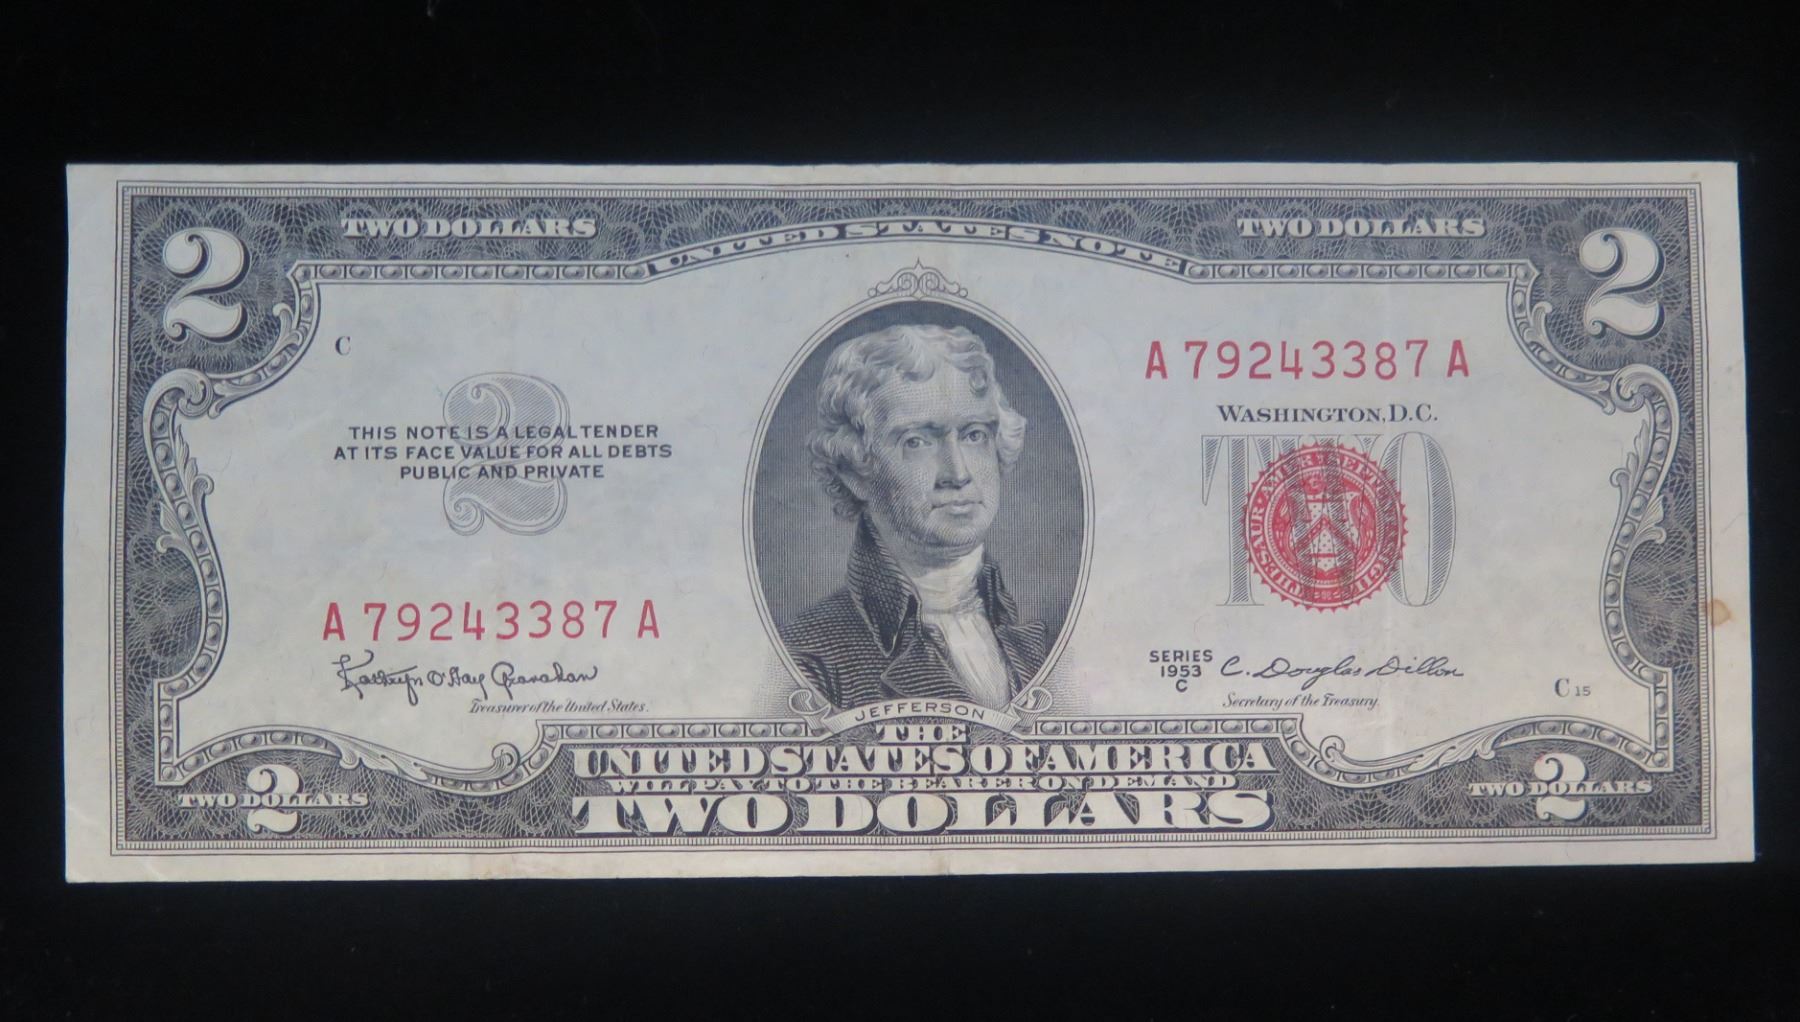 2 TWO DOLLARS UNITED STATES NOTE TWO DOLLARS 2
C
A 79243387 A
WASHINGTON, D.C.
2
THIS NOTE IS A LEGAL TENDER
AT ITS FACE VALUE FOR ALL DEBTS
PUBLIC AND PRIVATE
TWO
A 79243387 A
Kathryn O'Hay Granahan
Treasurer of the United States.
SERIES
1953
C
C. Douglas Dillon
Secretary of the Treasury.
C 15
JEFFERSON
THE
UNITED STATES OF AMERICA
WILL PAY TO THE BEARER ON DEMAND
TWO DOLLARS
2
TWO DOLLARS
2
TWO DOLLARS